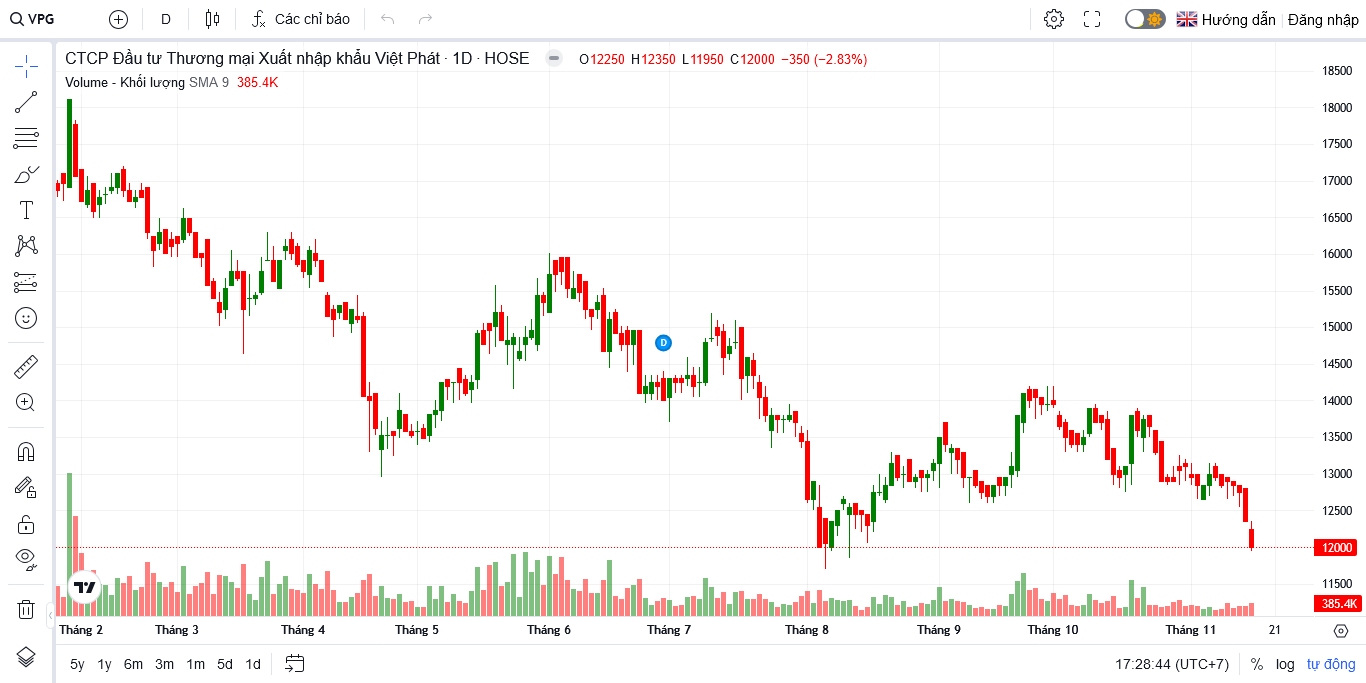 VPG D Các chỉ báo Hướng dẫn Đăng nhập
CTCP Đầu tư Thương mại Xuất nhập khẩu Việt Phát · 1D · HOSE O12250 H12350 L11950 C12000 −350 (−2.83%)
Volume - Khối lượng SMA 9 385.4K
18500
18000
17500
17000
16500
16000
15500
15000
D
14500
14000
13500
13000
12500
12000
11500
385.4K
Tháng 2 Tháng 3 Tháng 4 Tháng 5 Tháng 6 Tháng 7 Tháng 8 Tháng 9 Tháng 10 Tháng 11 21
5y 1y 6m 3m 1m 5d 1d 17:28:44 (UTC+7) % log tự động